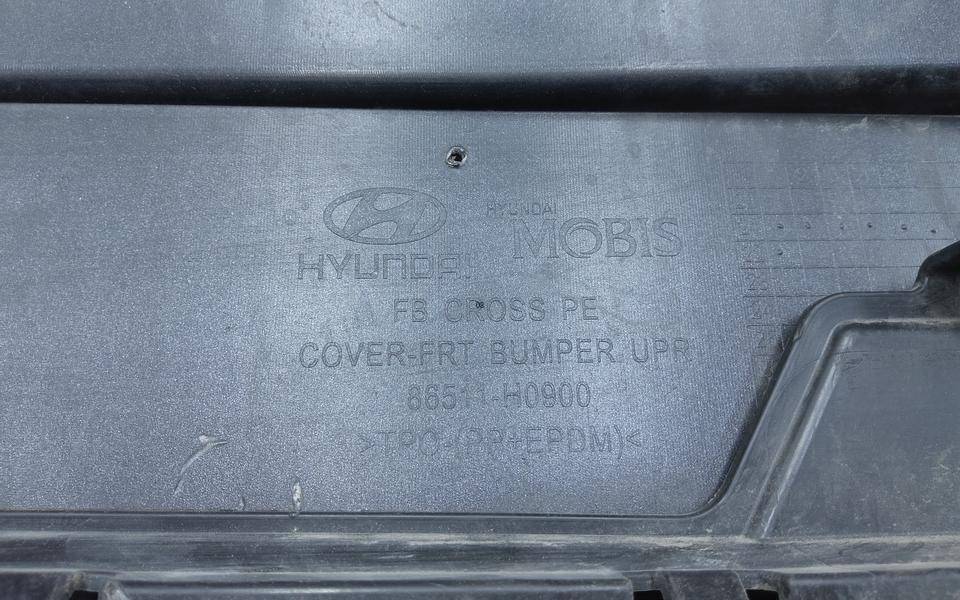 HYUNDAI
HYUNDAI
MOBIS
FB CROSS PE
COVER-FRT BUMPER UPR
86511-H0900
>TPO-(PP+EPDM)<